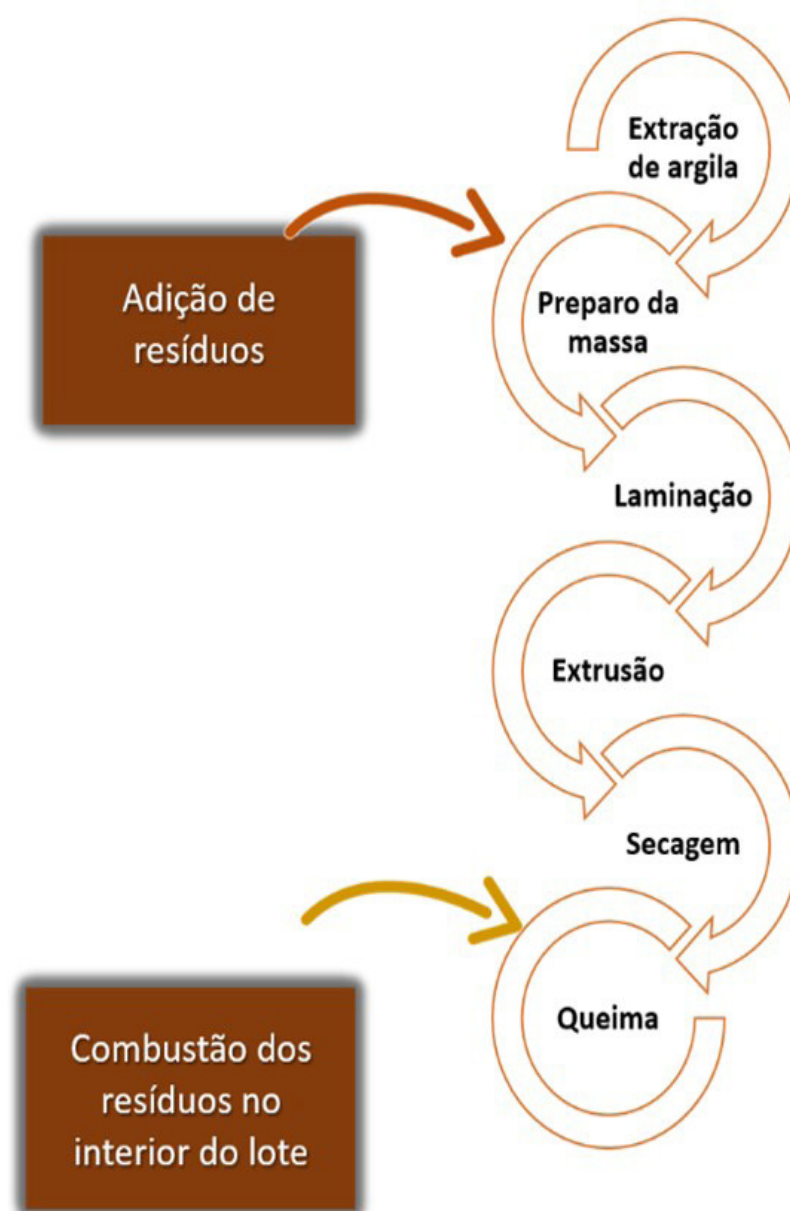 Extração
de argila
Adição de
resíduos
Preparo da
massa
Laminação
Extrusão
Secagem
Queima
Combustão dos
resíduos no
interior do lote